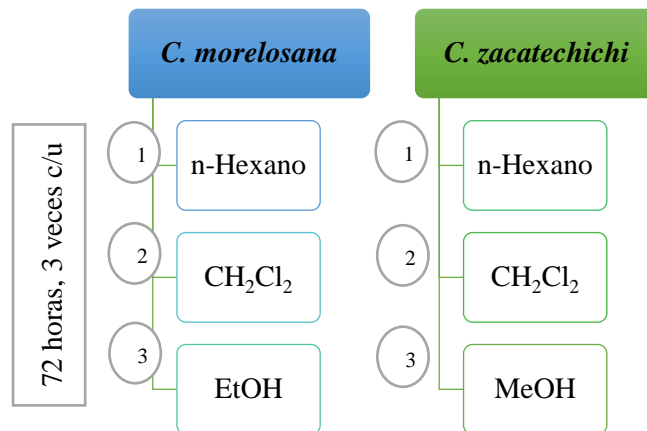 C. morelosana
C. zacatechichi
72 horas, 3 veces c/u
1
n-Hexano
2
CH₂Cl₂
3
EtOH
1
n-Hexano
2
CH₂Cl₂
3
MeOH